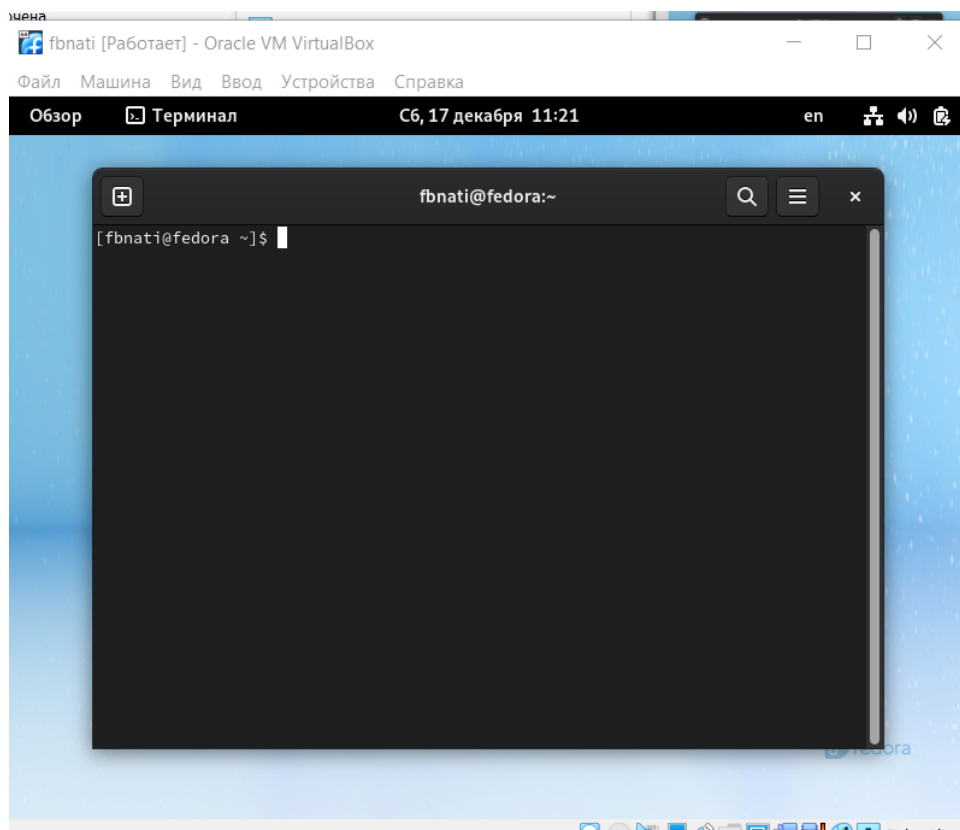 fbnati [Работает] - Oracle VM VirtualBox
Файл Машина Вид Ввод Устройства Справка
Обзор Терминал Сб, 17 декабря 11:21 en
fbnati@fedora:~
[fbnati@fedora ~]$